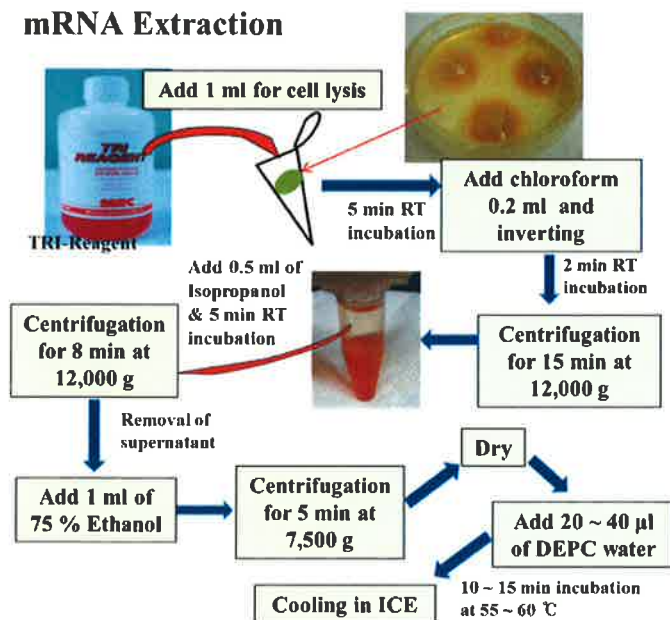 mRNA Extraction
Add 1 ml for cell lysis
TRI
REAGENT
TRI-Reagent
5 min RT
incubation
Add chloroform
0.2 ml and
inverting
2 min RT
incubation
Centrifugation
for 15 min at
12,000 g
Add 0.5 ml of
Isopropanol
& 5 min RT
incubation
Centrifugation
for 8 min at
12,000 g
Removal of
supernatant
Add 1 ml of
75 % Ethanol
Centrifugation
for 5 min at
7,500 g
Dry
Add 20 ~ 40 μl
of DEPC water
10 ~ 15 min incubation
at 55 ~ 60 ℃
Cooling in ICE